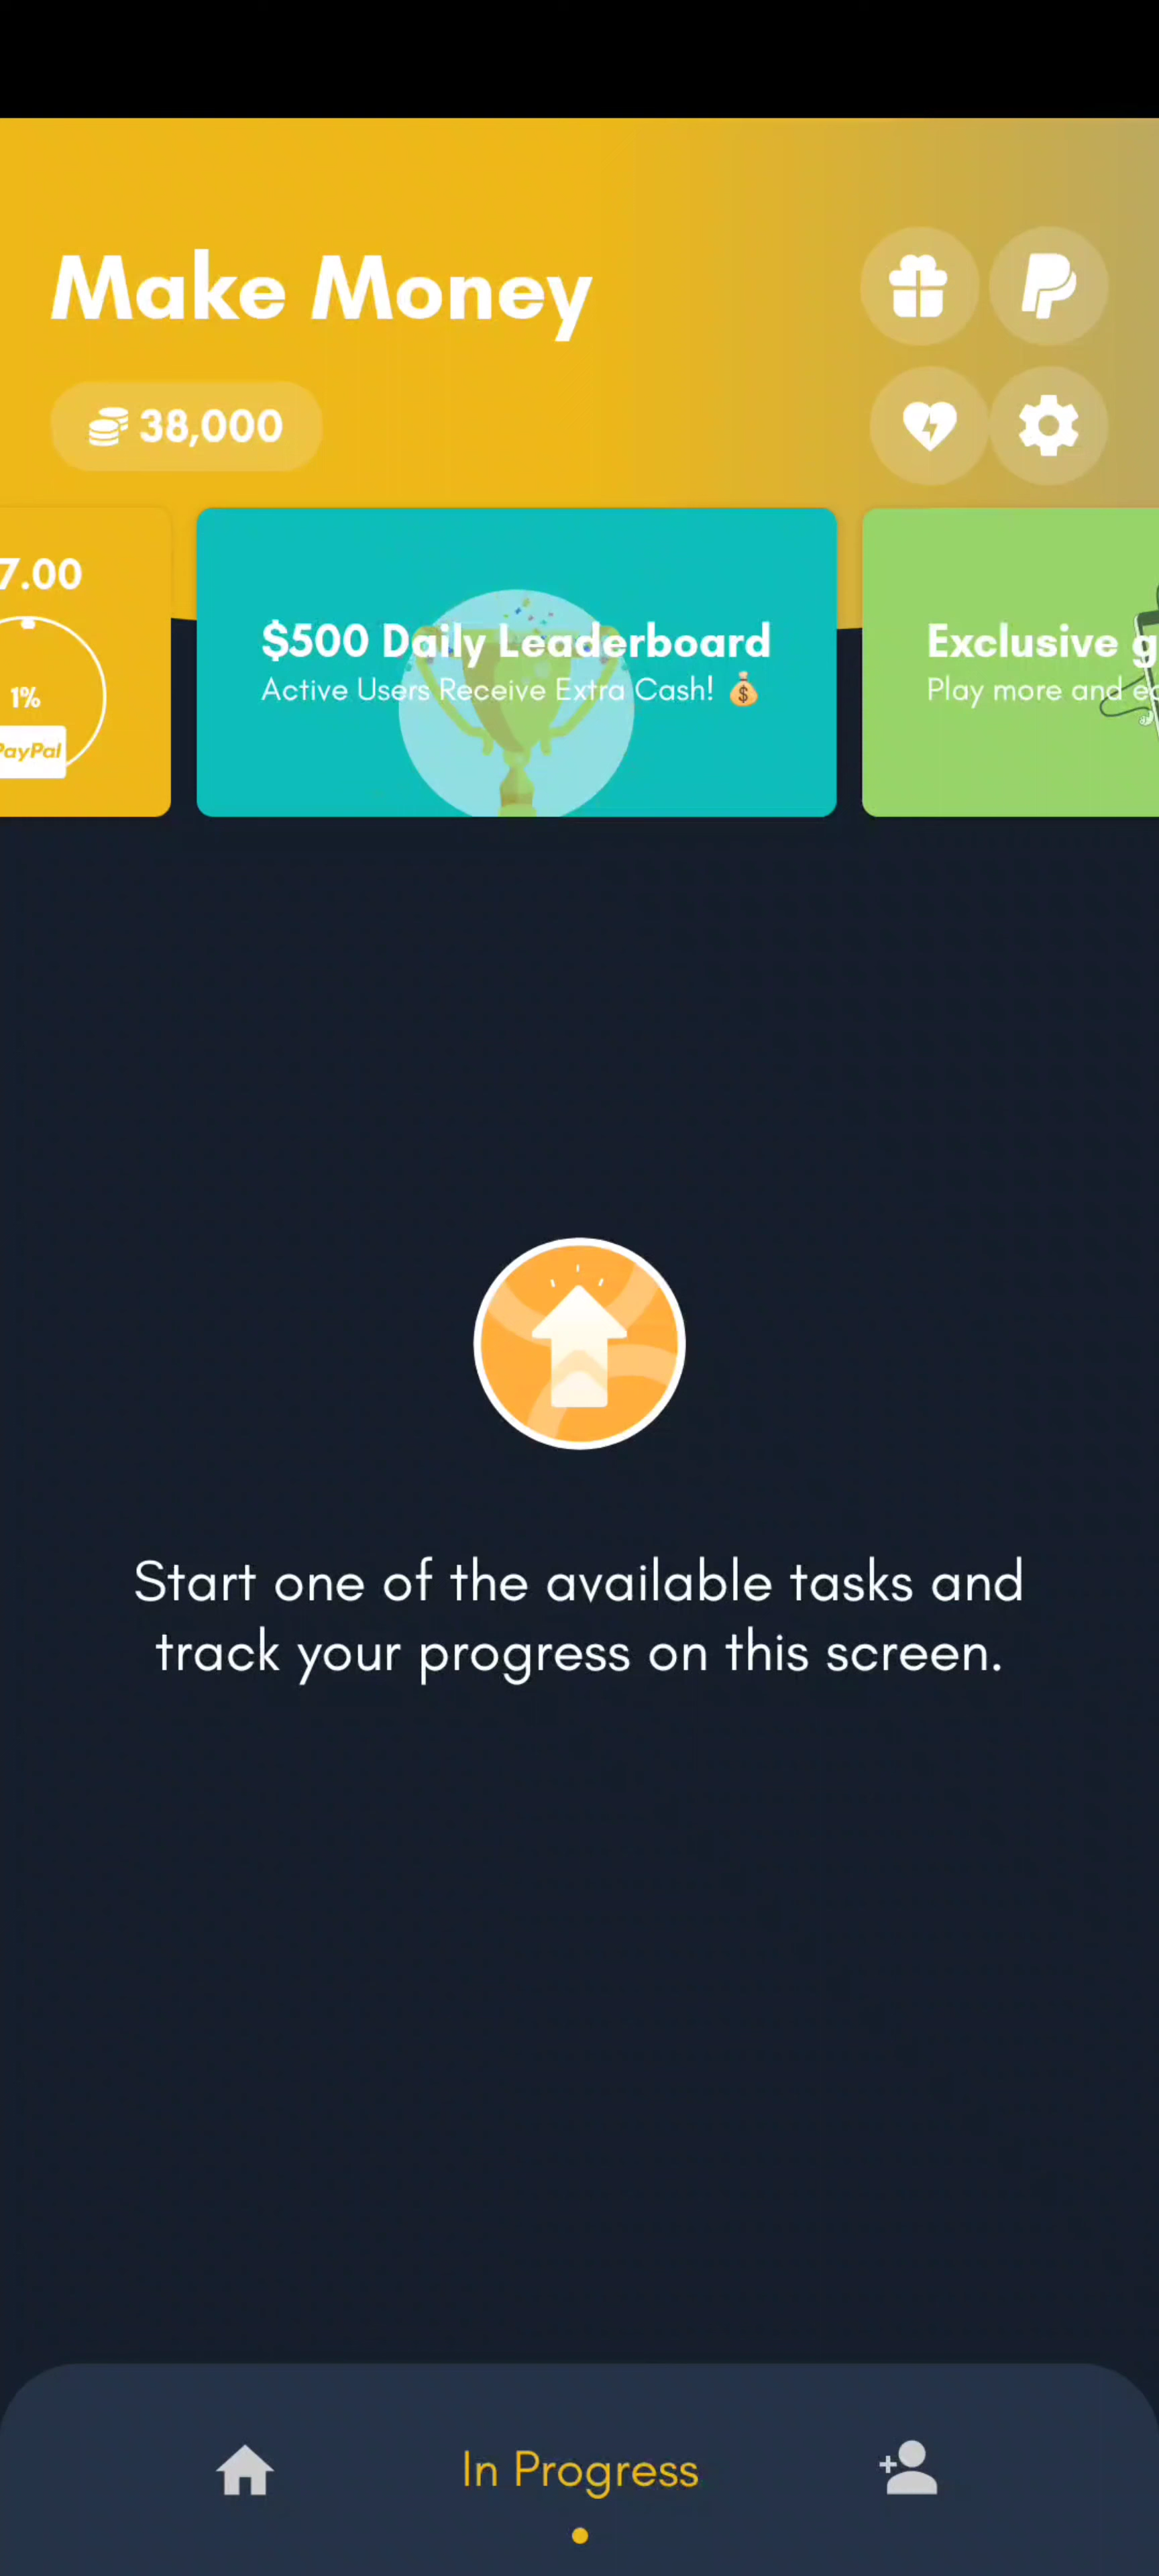 Make Money
38,000
7.00
1%
PayPal
$500 Daily Leaderboard
Active Users Receive Extra Cash! 💰
Exclusive
Play more and
Start one of the available tasks and
track your progress on this screen.
In Progress